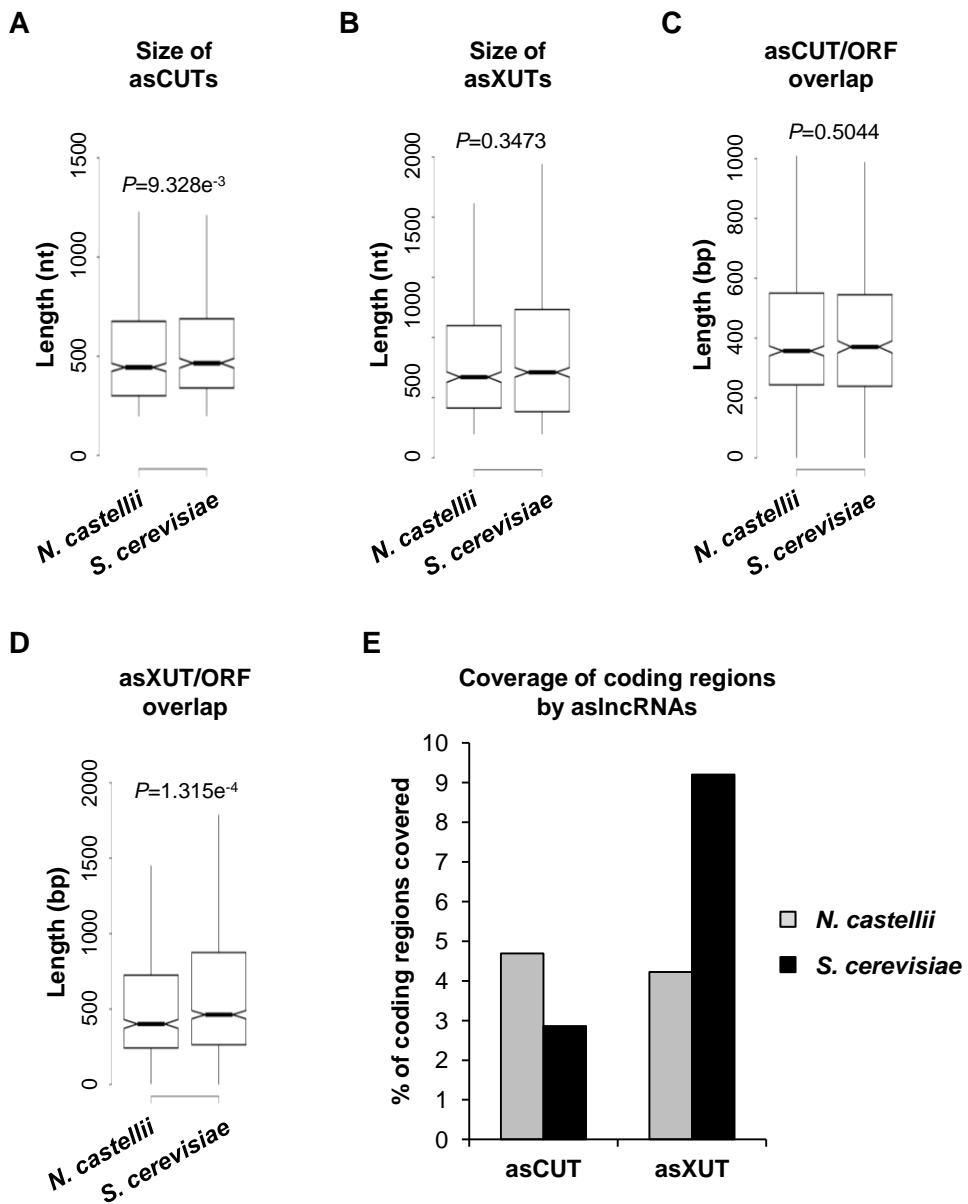 A
Size of
asCUTs
P=9.328e-3
Length (nt)
1500
1000
500
0
N. castellii
S. cerevisiae
B
Size of
asXUTs
P=0.3473
Length (nt)
2000
1500
1000
500
0
N. castellii
S. cerevisiae
C
asCUT/ORF
overlap
P=0.5044
Length (bp)
1000
800
600
400
200
0
N. castellii
S. cerevisiae
D
asXUT/ORF
overlap
P=1.315e-4
Length (bp)
2000
1500
1000
500
0
N. castellii
S. cerevisiae
E
Coverage of coding regions
by aslncRNAs
% of coding regions covered
10
9
8
7
6
5
4
3
2
1
0
asCUT
asXUT
N. castellii
S. cerevisiae